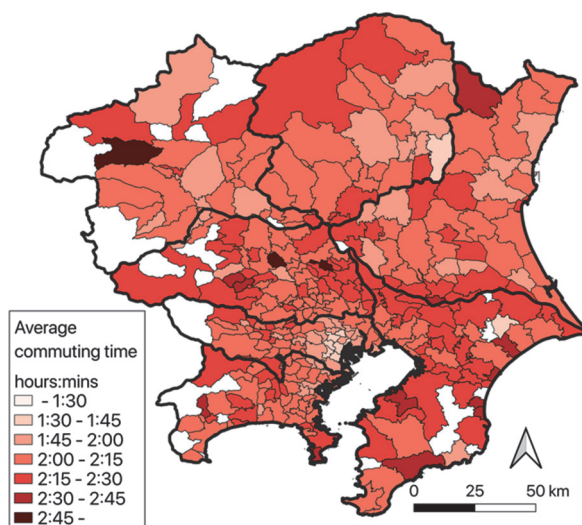 Average
commuting time
hours:mins
- 1:30
1:30 - 1:45
1:45 - 2:00
2:00 - 2:15
2:15 - 2:30
2:30 - 2:45
2:45 -
0 25 50 km